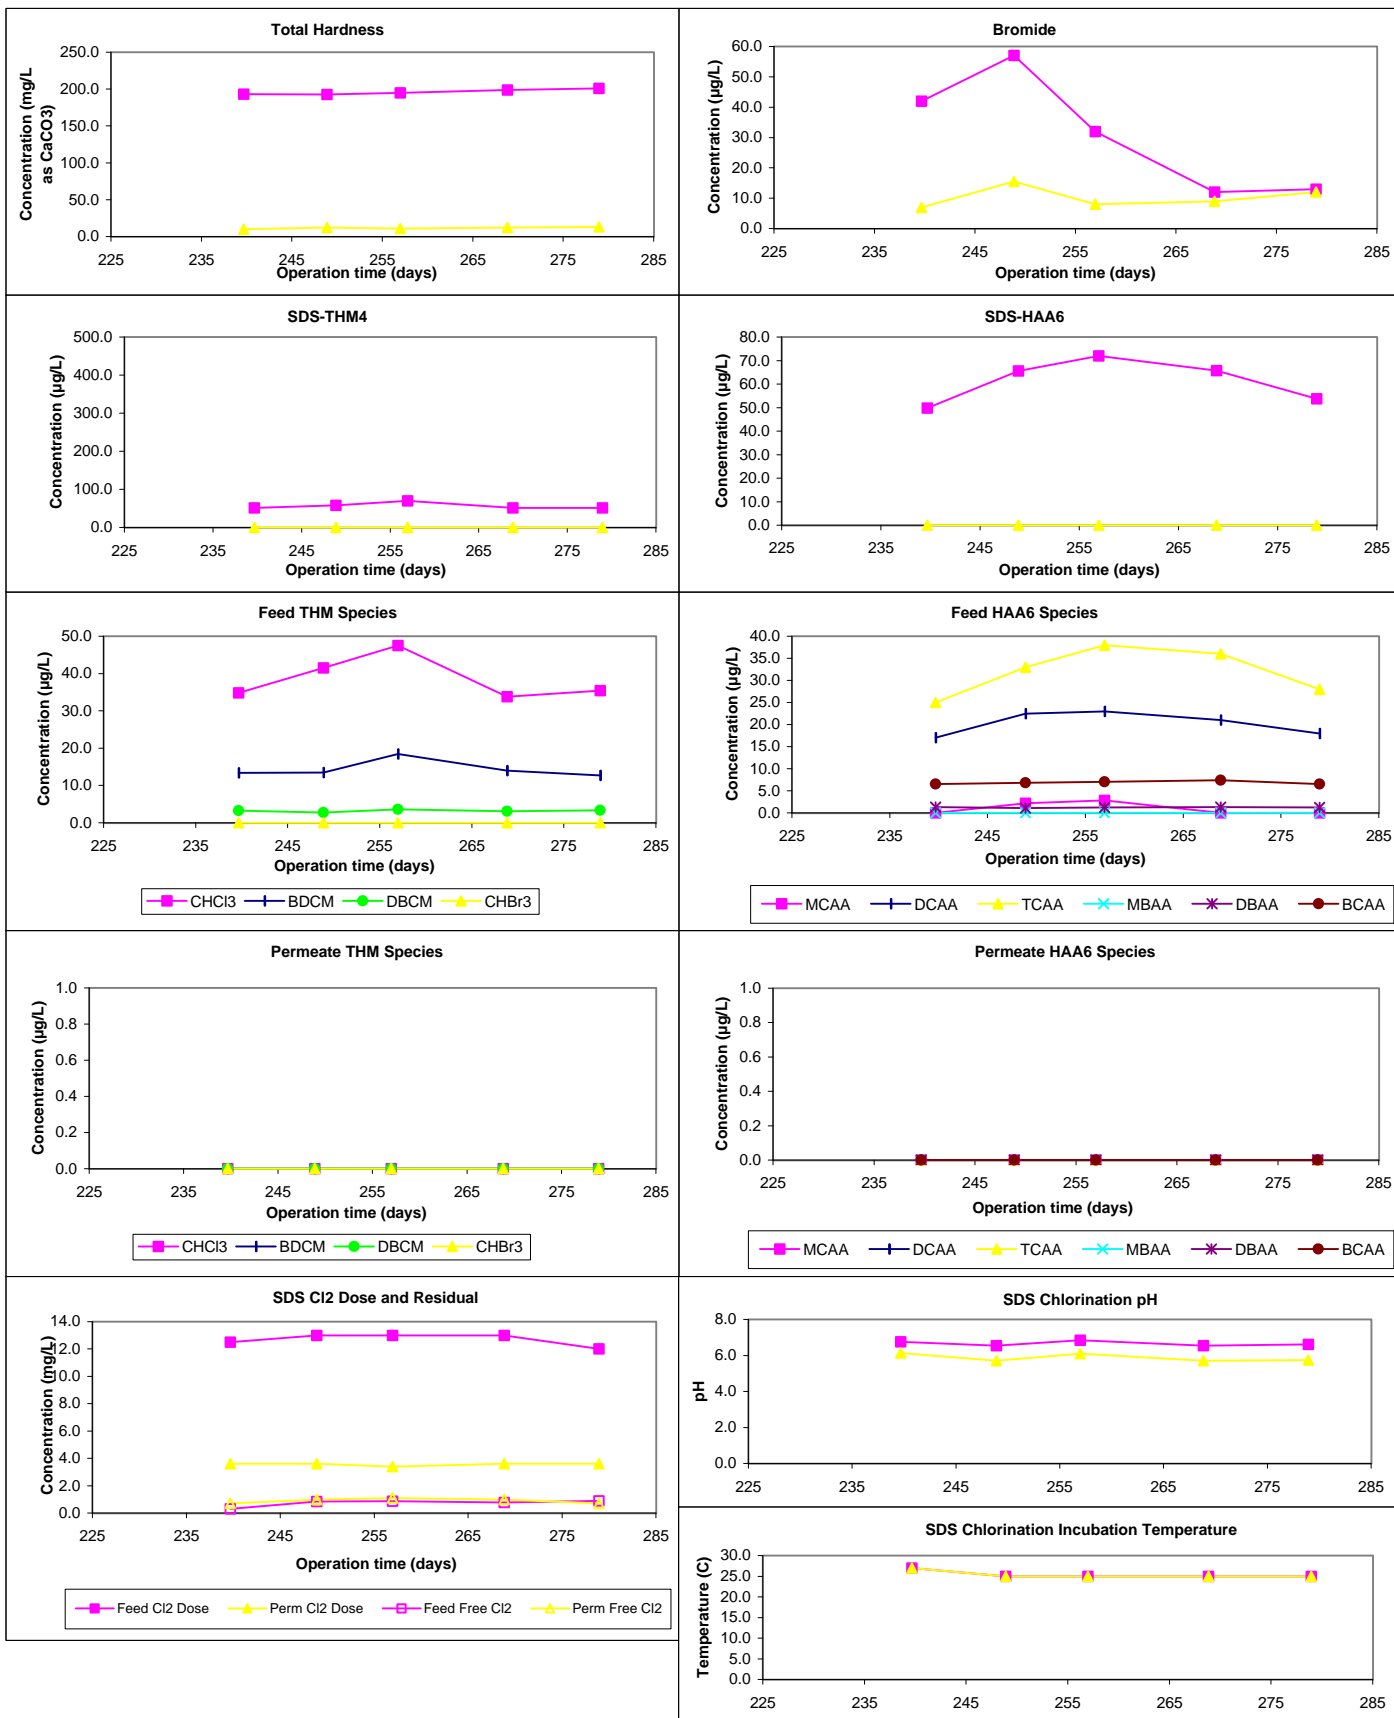 Total Hardness
Concentration (mg/L
as CaCO3)
250.0
200.0
150.0
100.0
50.0
0.0
225 235 245 255 265 275 285
Operation time (days)
Bromide
Concentration (µg/L)
60.0
50.0
40.0
30.0
20.0
10.0
0.0
225 235 245 255 265 275 285
Operation time (days)
SDS-THM4
Concentration (µg/L)
500.0
400.0
300.0
200.0
100.0
0.0
225 235 245 255 265 275 285
Operation time (days)
SDS-HAA6
Concentration (µg/L)
80.0
70.0
60.0
50.0
40.0
30.0
20.0
10.0
0.0
225 235 245 255 265 275 285
Operation time (days)
Feed THM Species
Concentration (µg/L)
50.0
40.0
30.0
20.0
10.0
0.0
225 235 245 255 265 275 285
Operation time (days)
CHCl3 BDCM DBCM CHBr3
Feed HAA6 Species
Concentration (µg/L)
40.0
35.0
30.0
25.0
20.0
15.0
10.0
5.0
0.0
225 235 245 255 265 275 285
Operation time (days)
MCAA DCAA TCAA MBAA DBAA BCAA
Permeate THM Species
Concentration (µg/L)
1.0
0.8
0.6
0.4
0.2
0.0
225 235 245 255 265 275 285
Operation time (days)
CHCl3 BDCM DBCM CHBr3
Permeate HAA6 Species
Concentration (µg/L)
1.0
0.8
0.6
0.4
0.2
0.0
225 235 245 255 265 275 285
Operation time (days)
MCAA DCAA TCAA MBAA DBAA BCAA
SDS Cl2 Dose and Residual
Concentration (mg/L)
14.0
12.0
10.0
8.0
6.0
4.0
2.0
0.0
225 235 245 255 265 275 285
Operation time (days)
Feed Cl2 Dose Perm Cl2 Dose Feed Free Cl2 Perm Free Cl2
SDS Chlorination pH
pH
8.0
6.0
4.0
2.0
0.0
225 235 245 255 265 275 285
SDS Chlorination Incubation Temperature
Temperature (C)
30.0
25.0
20.0
15.0
10.0
5.0
0.0
225 235 245 255 265 275 285